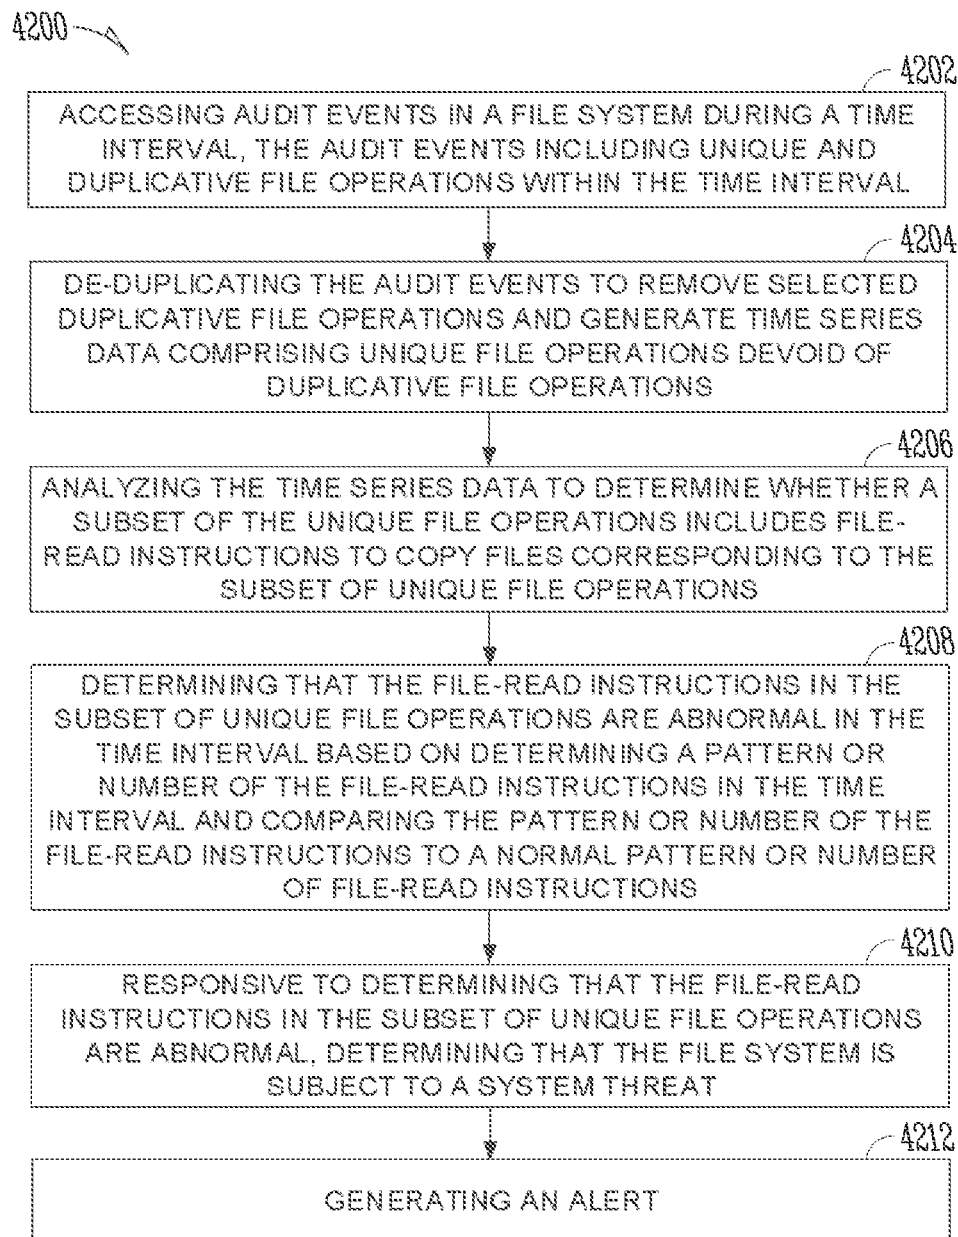 4200
4202
ACCESSING AUDIT EVENTS IN A FILE SYSTEM DURING A TIME
INTERVAL, THE AUDIT EVENTS INCLUDING UNIQUE AND
DUPLICATIVE FILE OPERATIONS WITHIN THE TIME INTERVAL
4204
DE-DUPLICATING THE AUDIT EVENTS TO REMOVE SELECTED
DUPLICATIVE FILE OPERATIONS AND GENERATE TIME SERIES
DATA COMPRISING UNIQUE FILE OPERATIONS DEVOID OF
DUPLICATIVE FILE OPERATIONS
4206
ANALYZING THE TIME SERIES DATA TO DETERMINE WHETHER A
SUBSET OF THE UNIQUE FILE OPERATIONS INCLUDES FILE-
READ INSTRUCTIONS TO COPY FILES CORRESPONDING TO THE
SUBSET OF UNIQUE FILE OPERATIONS
4208
DETERMINING THAT THE FILE-READ INSTRUCTIONS IN THE
SUBSET OF UNIQUE FILE OPERATIONS ARE ABNORMAL IN THE
TIME INTERVAL BASED ON DETERMINING A PATTERN OR
NUMBER OF THE FILE-READ INSTRUCTIONS IN THE TIME
INTERVAL AND COMPARING THE PATTERN OR NUMBER OF THE
FILE-READ INSTRUCTIONS TO A NORMAL PATTERN OR NUMBER
OF FILE-READ INSTRUCTIONS
4210
RESPONSIVE TO DETERMINING THAT THE FILE-READ
INSTRUCTIONS IN THE SUBSET OF UNIQUE FILE OPERATIONS
ARE ABNORMAL, DETERMINING THAT THE FILE SYSTEM IS
SUBJECT TO A SYSTEM THREAT
4212
GENERATING AN ALERT